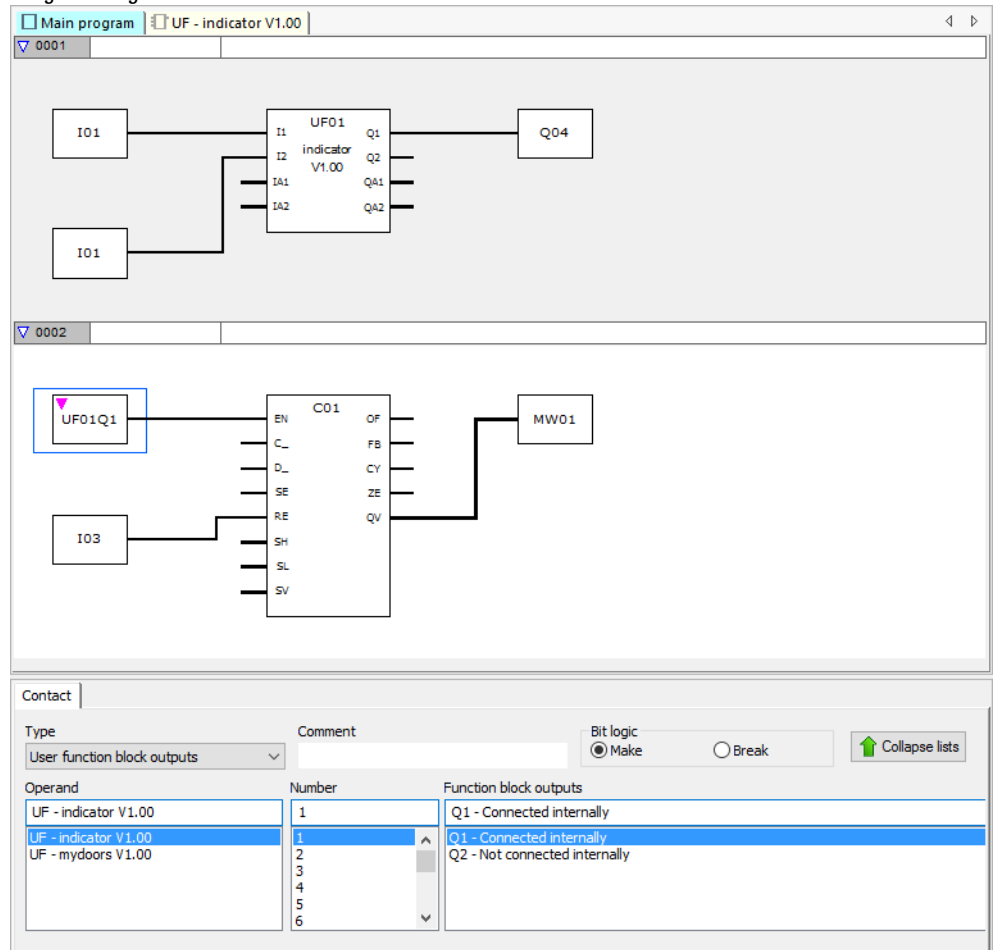 Main program UF - indicator V1.00
0001
I01 I1 UF01 Q1 Q04
I2 indicator Q2
V1.00
IA1 QA1
IA2 QA2
I01
0002
UF01Q1 EN C01 OF MW01
C_ FB
D_ CY
SE ZE
RE QV
I03 SH
SL
SV
Contact
Type Comment Bit logic
User function block outputs Make Break Collapse lists
Operand Number Function block outputs
UF - indicator V1.00 1 Q1 - Connected internally
UF - indicator V1.00 1 Q1 - Connected internally
UF - mydoors V1.00 2 Q2 - Not connected internally
3
4
5
6